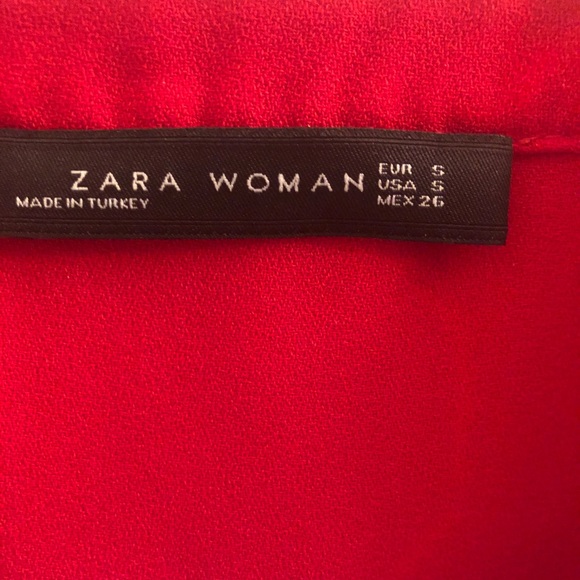 ZARA WOMAN
MADE IN TURKEY
EUR S
USA S
MEX 26